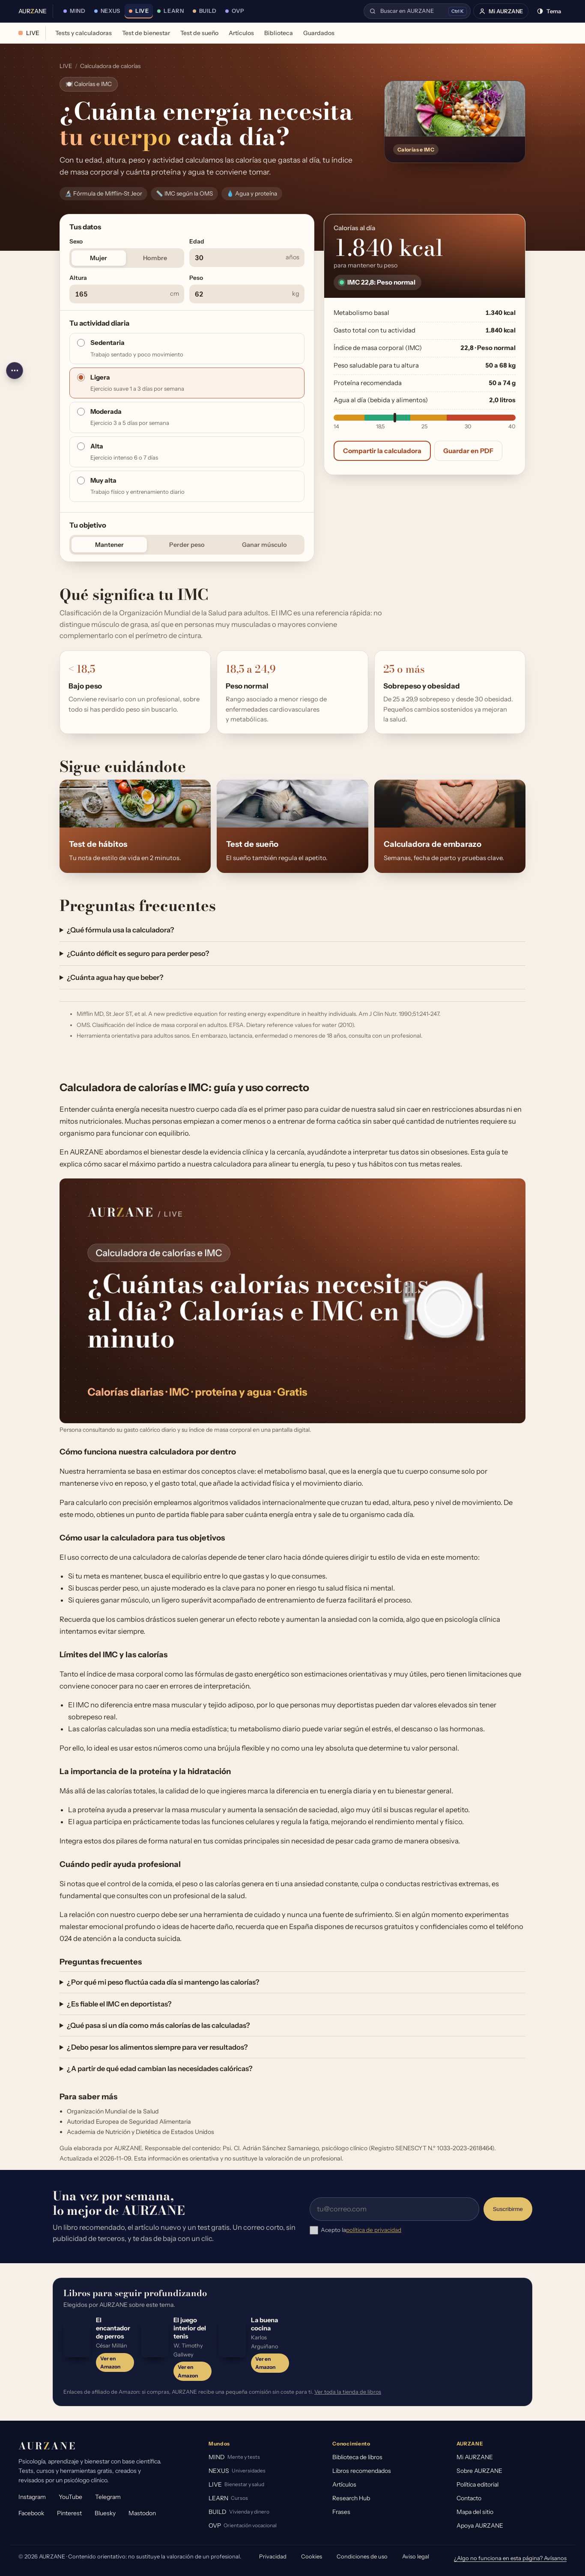 AURZANE
MIND
NEXUS
LIVE
LEARN
BUILD
OVP
Buscar en AURZANE
Ctrl K
Mi AURZANE
Tema
LIVE
Tests y calculadoras
Test de bienestar
Test de sueño
Artículos
Biblioteca
Guardados
LIVE / Calculadora de calorías
Calorías e IMC
¿Cuánta energía necesita
tu cuerpo cada día?
Con tu edad, altura, peso y actividad calculamos las calorías que gastas al día, tu índice
de masa corporal y cuánta proteína y agua te conviene tomar.
Fórmula de Mifflin-St Jeor
IMC según la OMS
Agua y proteína
Calorías e IMC
Tus datos
Sexo
Edad
Mujer
Hombre
30
años
Altura
Peso
165
cm
62
kg
Tu actividad diaria
Sedentaria
Trabajo sentado y poco movimiento
Ligera
Ejercicio suave 1 a 3 días por semana
Moderada
Ejercicio 3 a 5 días por semana
Alta
Ejercicio intenso 6 o 7 días
Muy alta
Trabajo físico y entrenamiento diario
Tu objetivo
Mantener
Perder peso
Ganar músculo
Calorías al día
1.840 kcal
para mantener tu peso
IMC 22,8: Peso normal
Metabolismo basal
1.340 kcal
Gasto total con tu actividad
1.840 kcal
Índice de masa corporal (IMC)
22,8 · Peso normal
Peso saludable para tu altura
50 a 68 kg
Proteína recomendada
50 a 74 g
Agua al día (bebida y alimentos)
2,0 litros
14
18,5
25
30
40
Compartir la calculadora
Guardar en PDF
Qué significa tu IMC
Clasificación de la Organización Mundial de la Salud para adultos. El IMC es una referencia rápida: no
distingue músculo de grasa, así que en personas muy musculadas o mayores conviene
complementarlo con el perímetro de cintura.
< 18,5
Bajo peso
Conviene revisarlo con un profesional, sobre
todo si has perdido peso sin buscarlo.
18,5 a 24,9
Peso normal
Rango asociado a menor riesgo de
enfermedades cardiovasculares
y metabólicas.
25 o más
Sobrepeso y obesidad
De 25 a 29,9 sobrepeso y desde 30 obesidad.
Pequeños cambios sostenidos ya mejoran
la salud.
Sigue cuidándote
Test de hábitos
Tu nota de estilo de vida en 2 minutos.
Test de sueño
El sueño también regula el apetito.
Calculadora de embarazo
Semanas, fecha de parto y pruebas clave.
Preguntas frecuentes
¿Qué fórmula usa la calculadora?
¿Cuánto déficit es seguro para perder peso?
¿Cuánta agua hay que beber?
Mifflin MD, St Jeor ST, et al. A new predictive equation for resting energy expenditure in healthy individuals. Am J Clin Nutr. 1990;51:241-247.
OMS. Clasificación del índice de masa corporal en adultos. EFSA. Dietary reference values for water (2010).
Herramienta orientativa para adultos sanos. En embarazo, lactancia, enfermedad o menores de 18 años, consulta con un profesional.
Calculadora de calorías e IMC: guía y uso correcto
Entender cuánta energía necesita nuestro cuerpo cada día es el primer paso para cuidar de nuestra salud sin caer en restricciones absurdas ni en
mitos nutricionales. Muchas personas empiezan a comer menos o a entrenar de forma caótica sin saber qué cantidad de nutrientes requiere su
organismo para funcionar con equilibrio.
En AURZANE abordamos el bienestar desde la evidencia clínica y la cercanía, ayudándote a interpretar tus datos sin obsesiones. Esta guía te
explica cómo sacar el máximo partido a nuestra calculadora para alinear tu energía, tu peso y tus hábitos con tus metas reales.
AURZANE / LIVE
Calculadora de calorías e IMC
¿Cuántas calorías necesitas
al día? Calorías e IMC en 1
minuto
Calorías diarias · IMC · proteína y agua · Gratis
Persona consultando su gasto calórico diario y su índice de masa corporal en una pantalla digital.
Cómo funciona nuestra calculadora por dentro
Nuestra herramienta se basa en estimar dos conceptos clave: el metabolismo basal, que es la energía que tu cuerpo consume solo por
mantenerse vivo en reposo, y el gasto total, que añade la actividad física y el movimiento diario.
Para calcularlo con precisión empleamos algoritmos validados internacionalmente que cruzan tu edad, altura, peso y nivel de movimiento. De
este modo, obtienes un punto de partida fiable para saber cuánta energía entra y sale de tu organismo cada día.
Cómo usar la calculadora para tus objetivos
El uso correcto de una calculadora de calorías depende de tener claro hacia dónde quieres dirigir tu estilo de vida en este momento:
Si tu meta es mantener, busca el equilibrio entre lo que gastas y lo que consumes.
Si buscas perder peso, un ajuste moderado es la clave para no poner en riesgo tu salud física ni mental.
Si quieres ganar músculo, un ligero superávit acompañado de entrenamiento de fuerza facilitará el proceso.
Recuerda que los cambios drásticos suelen generar un efecto rebote y aumentan la ansiedad con la comida, algo que en psicología clínica
intentamos evitar siempre.
Límites del IMC y las calorías
Tanto el índice de masa corporal como las fórmulas de gasto energético son estimaciones orientativas y muy útiles, pero tienen limitaciones que
conviene conocer para no caer en errores de interpretación.
El IMC no diferencia entre masa muscular y tejido adiposo, por lo que personas muy deportistas pueden dar valores elevados sin tener
sobrepeso real.
Las calorías calculadas son una media estadística; tu metabolismo diario puede variar según el estrés, el descanso o las hormonas.
Por ello, lo ideal es usar estos números como una brújula flexible y no como una ley absoluta que determine tu valor personal.
La importancia de la proteína y la hidratación
Más allá de las calorías totales, la calidad de lo que ingieres marca la diferencia en tu energía diaria y en tu bienestar general.
La proteína ayuda a preservar la masa muscular y aumenta la sensación de saciedad, algo muy útil si buscas regular el apetito.
El agua participa en prácticamente todas las funciones celulares y regula la fatiga, mejorando el rendimiento mental y físico.
Integra estos dos pilares de forma natural en tus comidas principales sin necesidad de pesar cada gramo de manera obsesiva.
Cuándo pedir ayuda profesional
Si notas que el control de la comida, el peso o las calorías genera en ti una ansiedad constante, culpa o conductas restrictivas extremas, es
fundamental que consultes con un profesional de la salud.
La relación con nuestro cuerpo debe ser una herramienta de cuidado y nunca una fuente de sufrimiento. Si en algún momento experimentas
malestar emocional profundo o ideas de hacerte daño, recuerda que en España dispones de recursos gratuitos y confidenciales como el teléfono
024 de atención a la conducta suicida.
Preguntas frecuentes
¿Por qué mi peso fluctúa cada día si mantengo las calorías?
¿Es fiable el IMC en deportistas?
¿Qué pasa si un día como más calorías de las calculadas?
¿Debo pesar los alimentos siempre para ver resultados?
¿A partir de qué edad cambian las necesidades calóricas?
Para saber más
Organización Mundial de la Salud
Autoridad Europea de Seguridad Alimentaria
Academia de Nutrición y Dietética de Estados Unidos
Guía elaborada por AURZANE. Responsable del contenido: Psi. Cl. Adrián Sánchez Samaniego, psicólogo clínico (Registro SENESCYT N.º 1033-2023-2618464).
Actualizada el 2026-11-08. Esta información es orientativa y no sustituye la valoración de un profesional.
Una vez por semana,
lo mejor de AURZANE
Un libro recomendado, el artículo nuevo y un test gratis. Un correo corto, sin
publicidad de terceros, y te das de baja con un clic.
tu@correo.com
Suscribirme
Acepto la política de privacidad
Libros para seguir profundizando
Elegidos por AURZANE sobre este tema.
El
encantador
de perros
César Millán
Ver en
Amazon
El juego
interior del
tenis
W. Timothy
Gallwey
Ver en
Amazon
La buena
cocina
Karlos
Arguiñano
Ver en
Amazon
Enlaces de afiliado de Amazon: si compras, AURZANE recibe una pequeña comisión sin coste para ti. Ver toda la tienda de libros
AURZANE
Psicología, aprendizaje y bienestar con base científica.
Tests, cursos y herramientas gratis, creados y
revisados por un psicólogo clínico.
Instagram
YouTube
Telegram
Facebook
Pinterest
Bluesky
Mastodon
Mundos
MIND Mente y tests
NEXUS Universidades
LIVE Bienestar y salud
LEARN Cursos
BUILD Vivienda y dinero
OVP Orientación vocacional
Conocimiento
Biblioteca de libros
Libros recomendados
Artículos
Research Hub
Frases
AURZANE
Mi AURZANE
Sobre AURZANE
Política editorial
Contacto
Mapa del sitio
Apoya AURZANE
© 2026 AURZANE · Contenido orientativo: no sustituye la valoración de un profesional.
Privacidad
Cookies
Condiciones de uso
Aviso legal
¿Algo no funciona en esta página? Avísanos